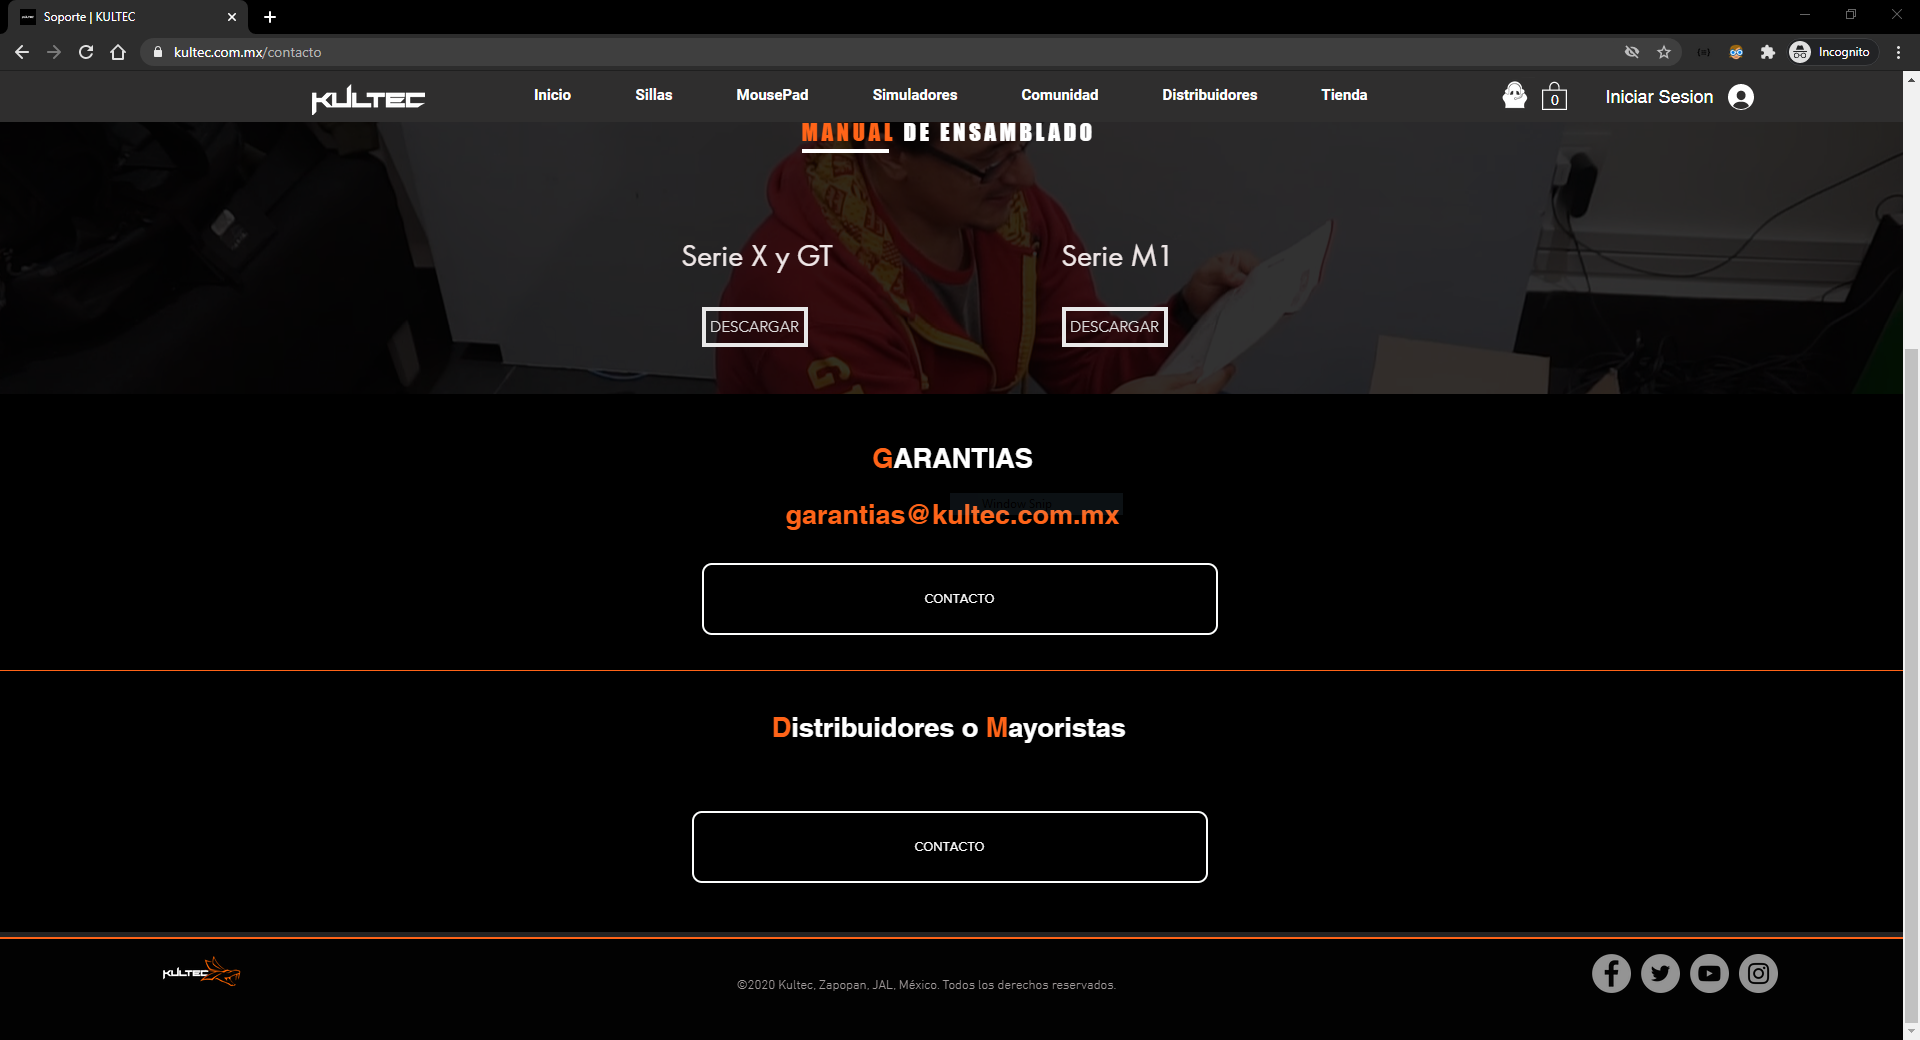 Soporte | KULTEC
kultec.com.mx/contacto
Incognito
KULTEC
Inicio
Sillas
MousePad
Simuladores
Comunidad
Distribuidores
Tienda
0
Iniciar Sesion
MANUAL DE ENSAMBLADO
Serie X y GT
Serie M1
DESCARGAR
DESCARGAR
GARANTIAS
garantias@kultec.com.mx
CONTACTO
Distribuidores o Mayoristas
CONTACTO
KULTEC
©2020 Kultec, Zapopan, JAL, México. Todos los derechos reservados.